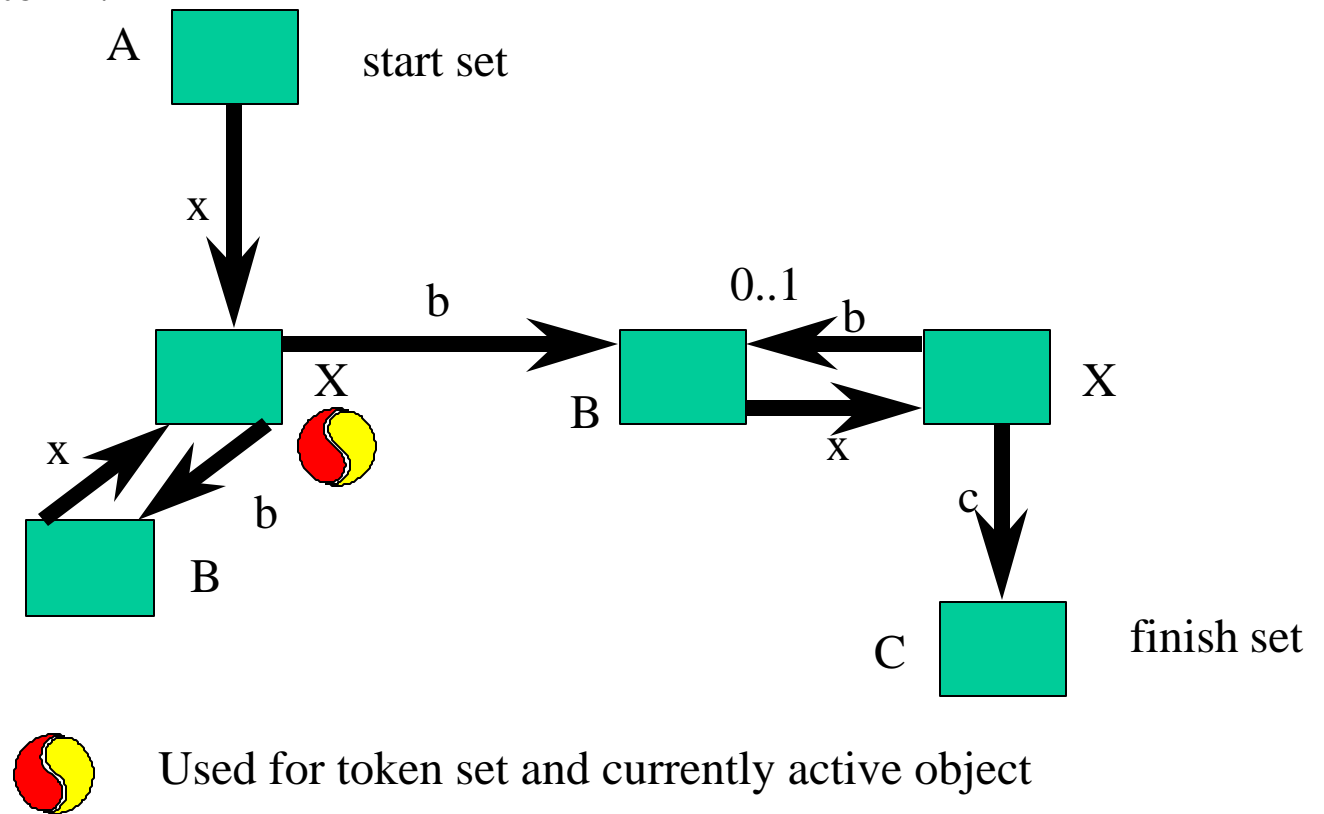 A
start set
x
b
0..1
b
X
B
X
x
x
b
c
B
C
finish set
Used for token set and currently active object